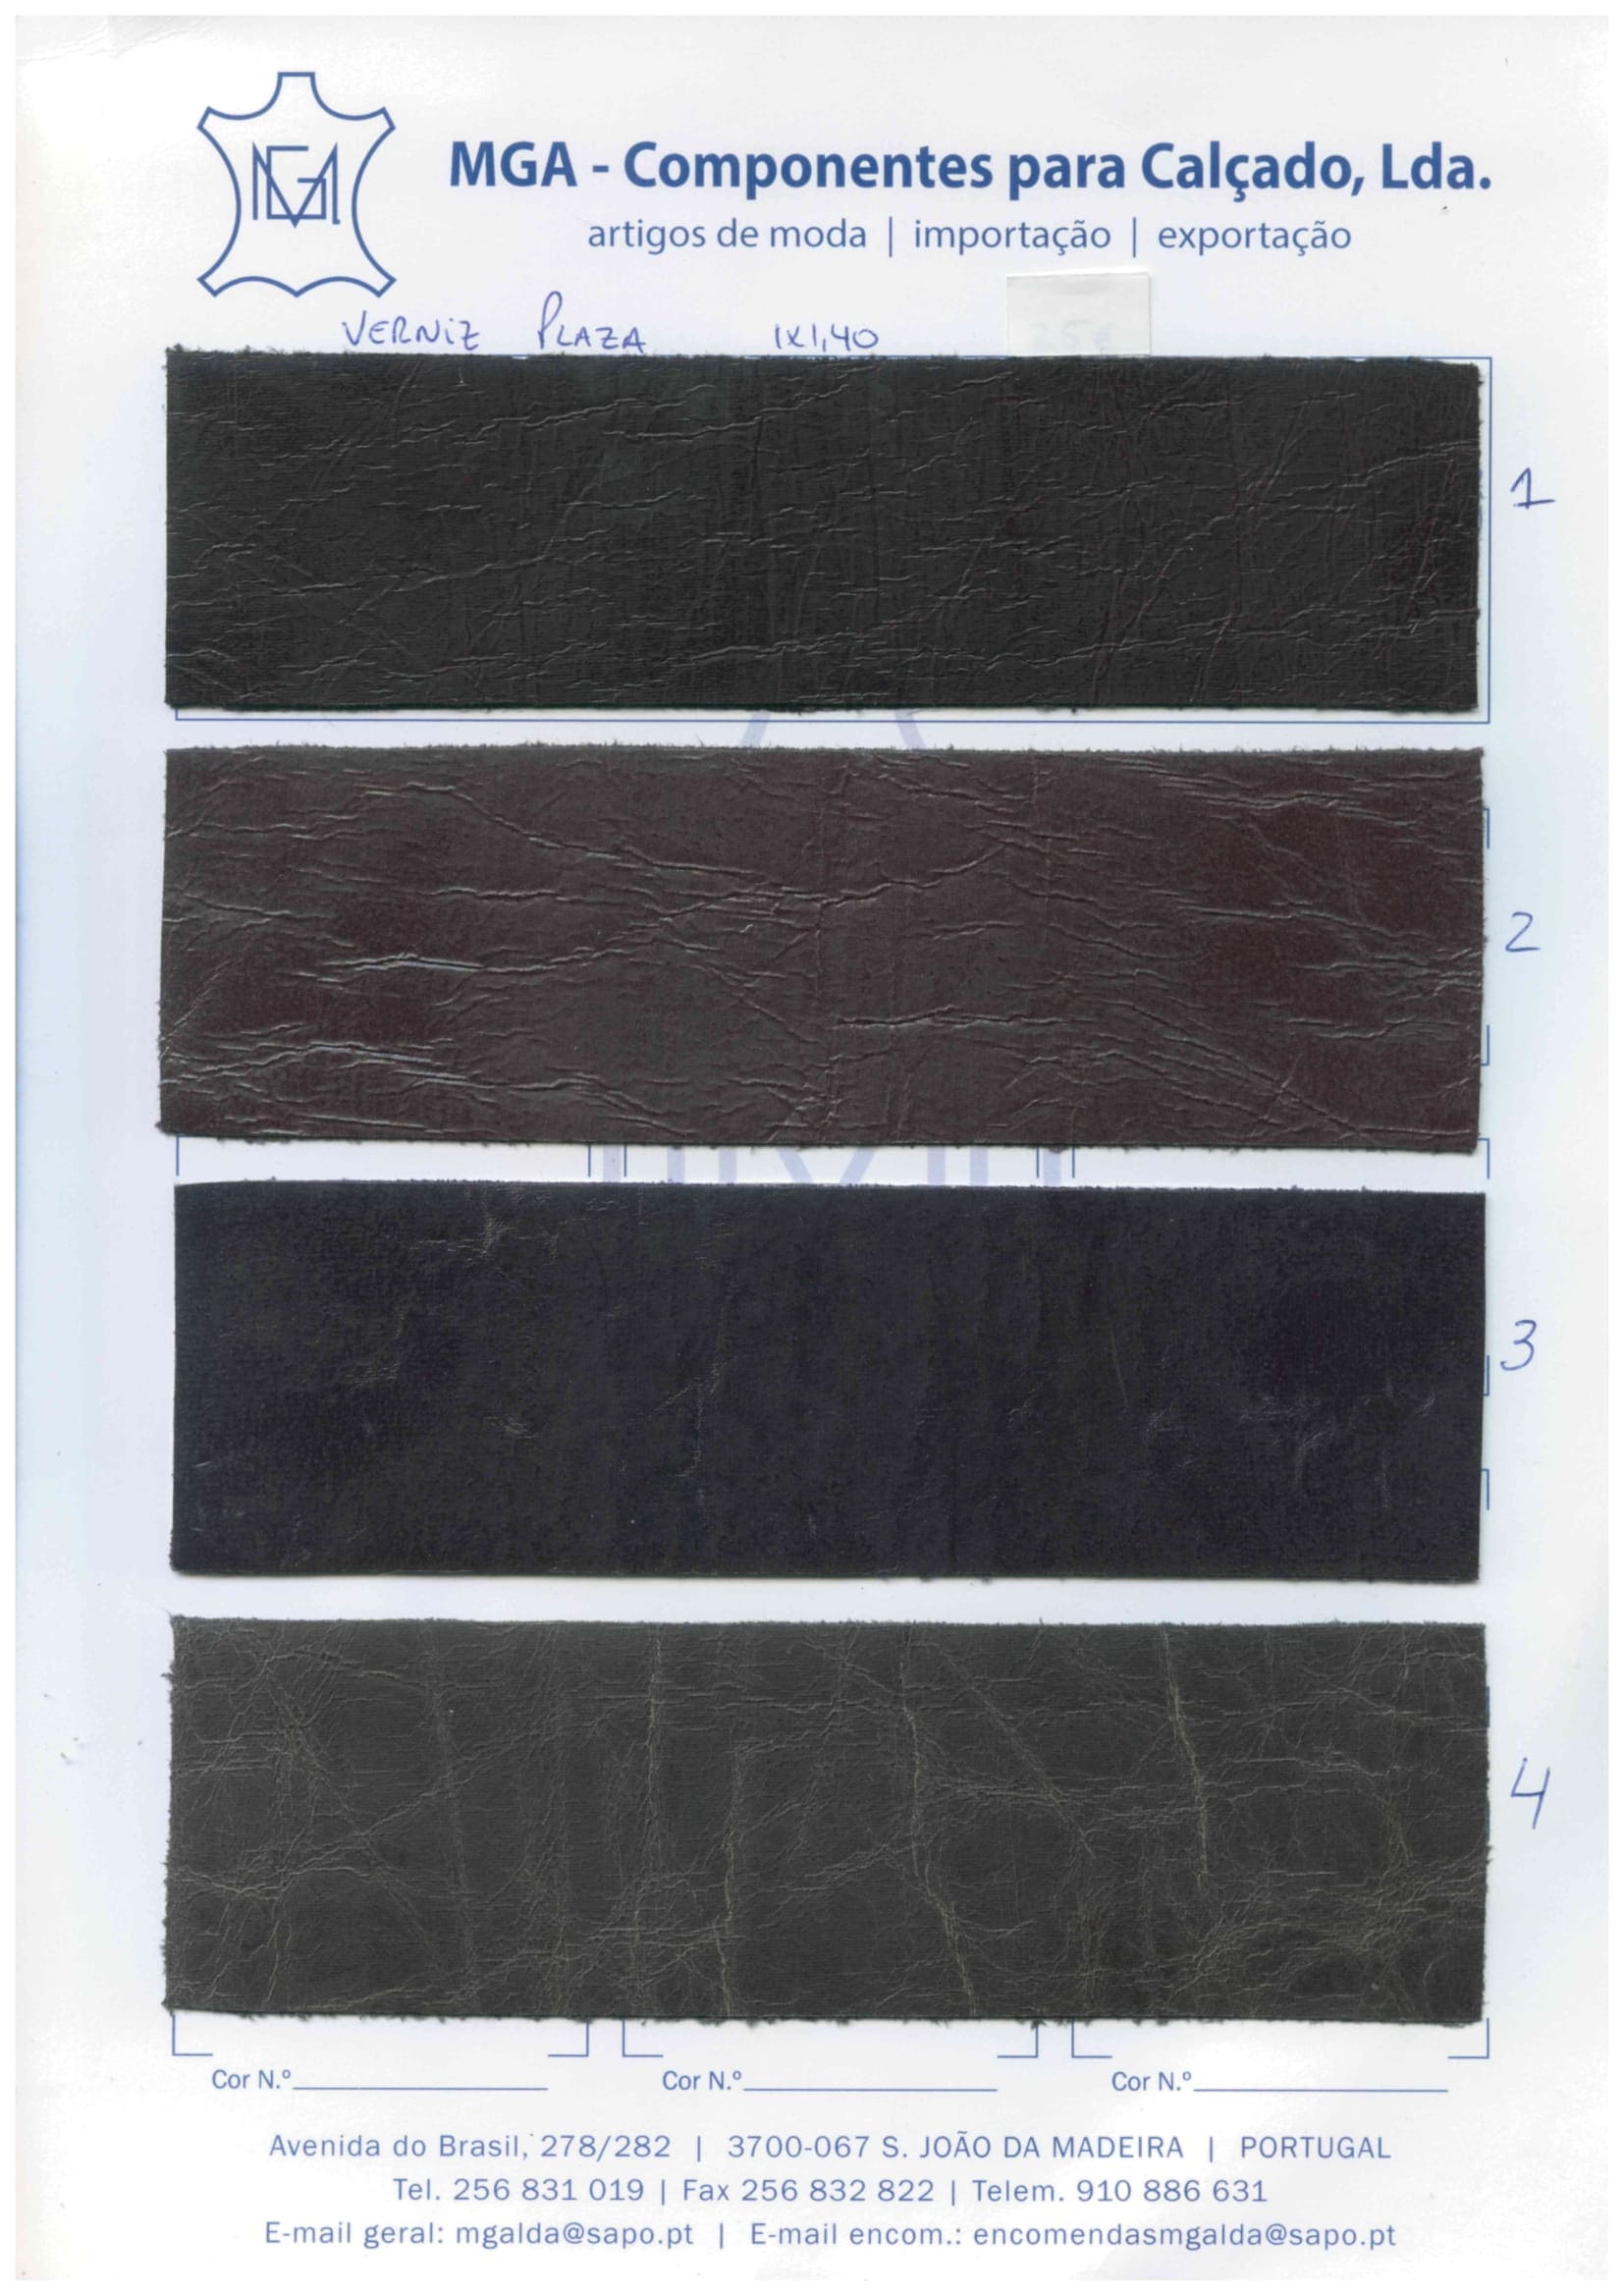 MGA - Componentes para Calçado, Lda.
artigos de moda | importação | exportação
VERNIZ PLAZA 1X1,40
1
2
3
4
Cor N.º Cor N.º Cor N.º
Avenida do Brasil, 278/282 | 3700-067 S. JOÃO DA MADEIRA | PORTUGAL
Tel. 256 831 019 | Fax 256 832 822 | Telem. 910 886 631
E-mail geral: mgalda@sapo.pt | E-mail encom.: encomendasmgalda@sapo.pt